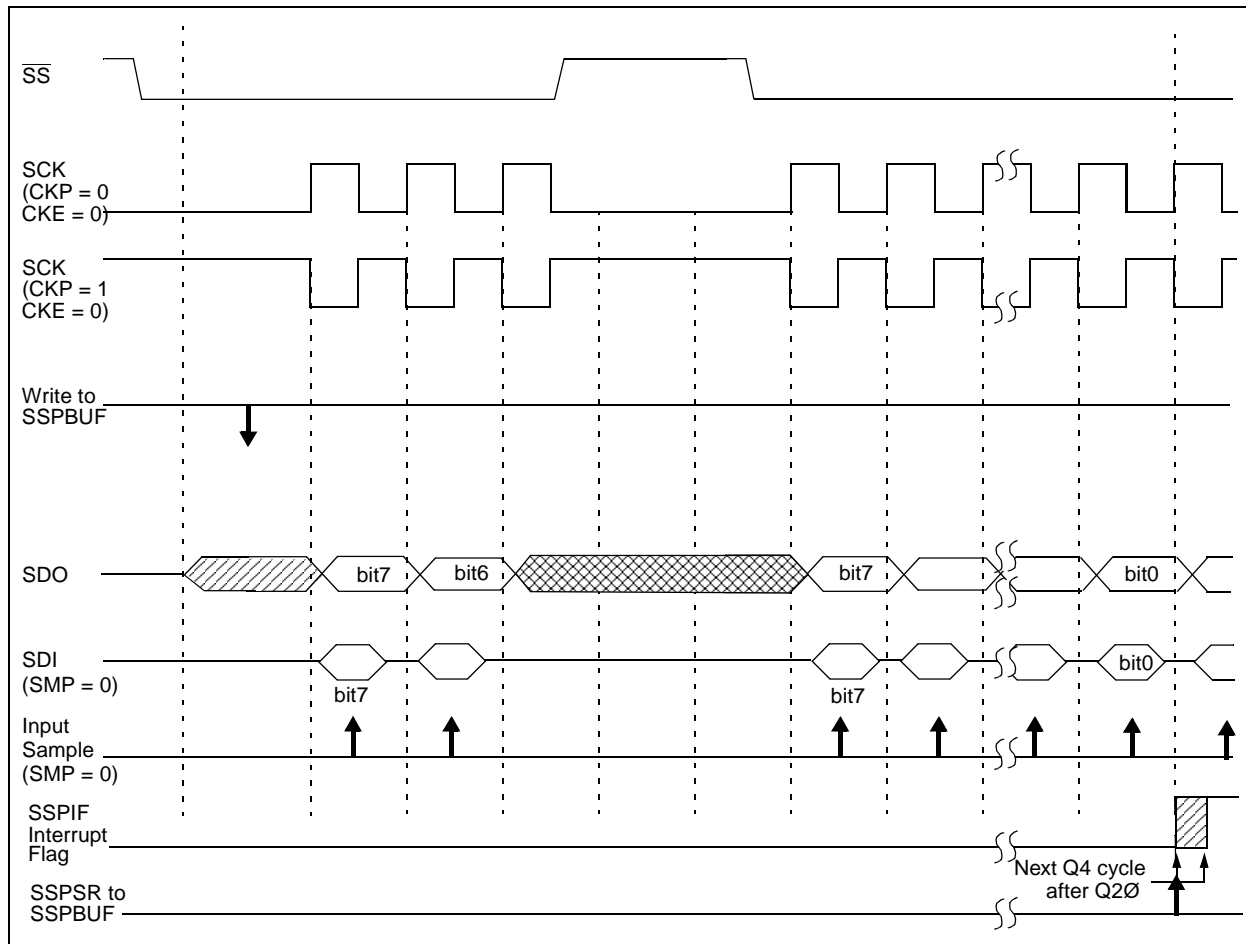 SS
SCK
(CKP = 0
CKE = 0)
SCK
(CKP = 1
CKE = 0)
Write to
SSPBUF
SDO
bit7
bit6
bit7
bit0
SDI
(SMP = 0)
bit7
bit7
bit0
Input
Sample
(SMP = 0)
SSPIF
Interrupt
Flag
Next Q4 cycle
after Q2Ø
SSPSR to
SSPBUF